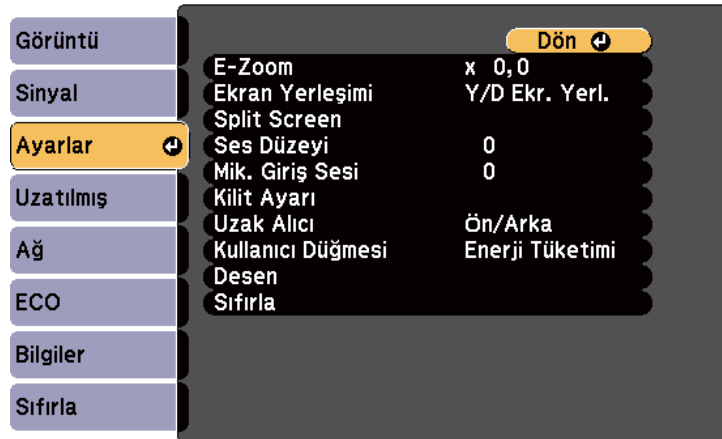 Görüntü
Sinyal
Ayarlar
Uzatılmış
Ağ
ECO
Bilgiler
Sıfırla
Dön
E-Zoom x 0,0
Ekran Yerleşimi Y/D Ekr. Yerl.
Split Screen
Ses Düzeyi 0
Mik. Giriş Sesi 0
Kilit Ayarı
Uzak Alıcı Ön/Arka
Kullanıcı Düğmesi Enerji Tüketimi
Desen
Sıfırla